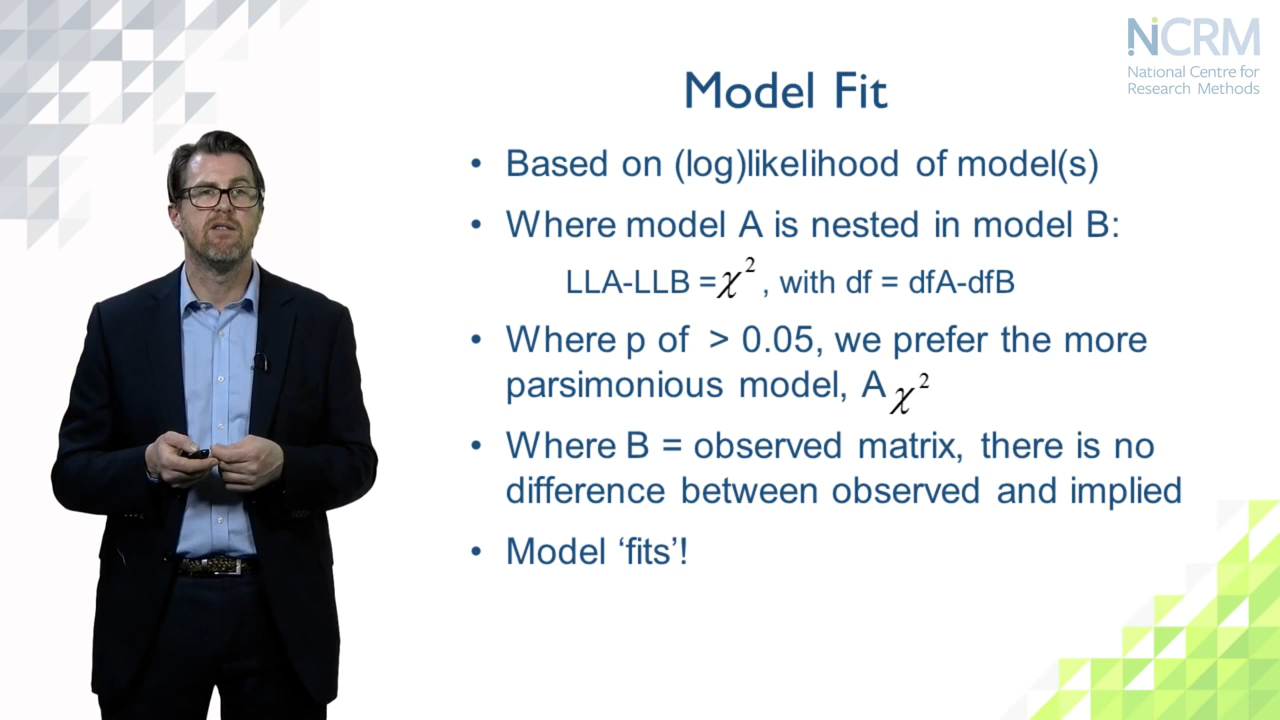 NCRM
National Centre for
Research Methods
Model Fit
• Based on (log)likelihood of model(s)
• Where model A is nested in model B:
LLA-LLB = χ², with df = dfA-dfB
• Where p of > 0.05, we prefer the more
parsimonious model, A χ²
• Where B = observed matrix, there is no
difference between observed and implied
• Model ‘fits’!